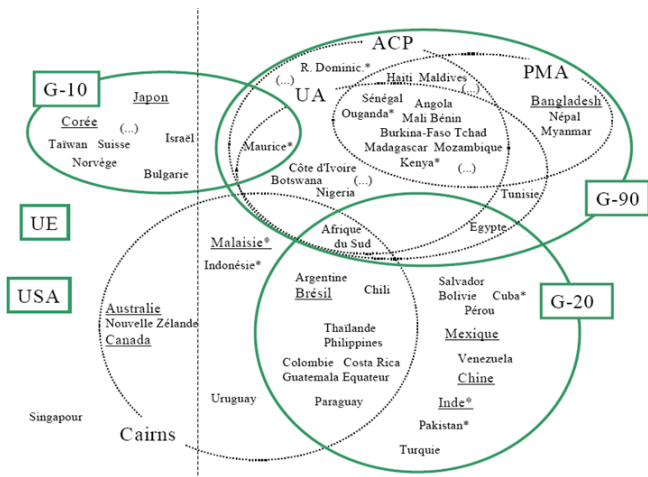 ACP
R. Dominic.*
PMA
(...)
Haiti Maldives
(...)
G-10
Japon
UA
Sénégal
Angola
Bangladesh
Ouganda*
Mali Bénin
Népal
Corée
(...)
Burkina-Faso Tchad
Myanmar
Israël
Maurice*
Madagascar Mozambique
Taïwan Suisse
Kenya*
(...)
Norvège
Côte d'Ivoire
Bulgarie
Botswana
(...)
Nigeria
Tunisie
G-90
UE
Afrique
du Sud
Egypte
Malaisie*
Indonésie*
USA
Argentine
Brésil
Chili
Salvador
Bolivie Cuba*
Pérou
G-20
Australie
Nouvelle Zélande
Canada
Thaïlande
Philippines
Mexique
Venezuela
Colombie Costa Rica
Guatemala Equateur
Chine
Uruguay
Paraguay
Inde*
Singapour
Pakistan*
Cairns
Turquie